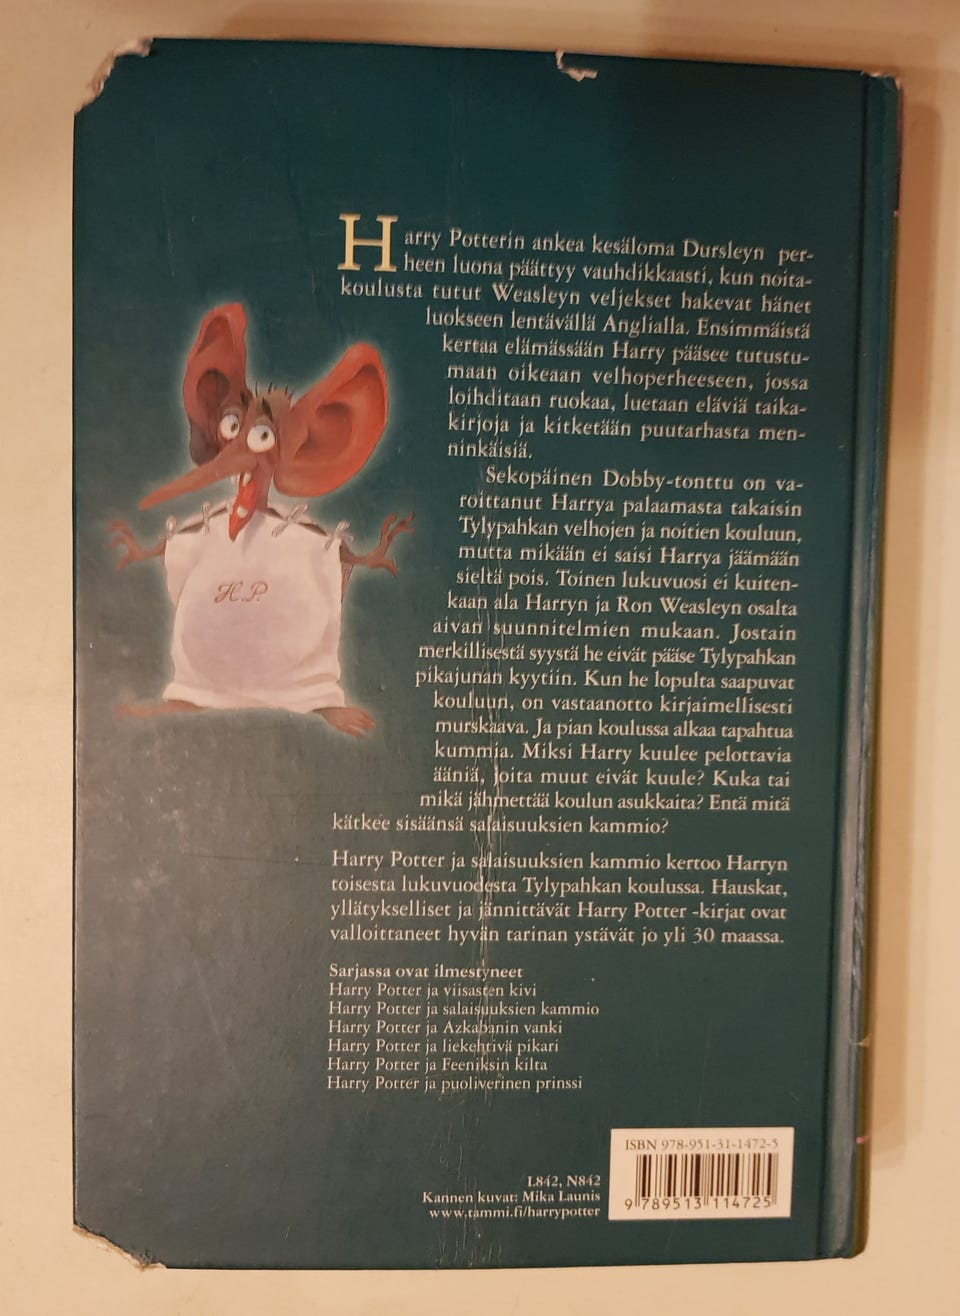 Harry Potterin ankea kesäloma Dursleyn per-
heen luona päättyy vauhdikkaasti, kun noita-
koulusta tutut Weasleyn veljekset hakevat hänet
luokseen lentävällä Anglialla. Ensimmäistä
kertaa elämässään Harry pääsee tutustu-
maan oikeaan velhoperheeseen, jossa
loihditaan ruokaa, luetaan eläviä taika-
kirjoja ja kitketään puutarhasta men-
ninkäisiä.
Sekopäinen Dobby-tonttu on va-
roittanut Harrya palaamasta takaisin
Tylypahkan velhojen ja noitien kouluun,
mutta mikään ei saisi Harrya jäämään
sieltä pois. Toinen lukuvuosi ei kuiten-
kaan ala Harryn ja Ron Weasleyn osalta
aivan suunnitelmien mukaan. Jostain
merkillisestä syystä he eivät pääse Tylypahkan
pikajunan kyytiin. Kun he lopulta saapuvat
kouluun, on vastaanotto kirjaimellisesti
murskaava. Ja pian koulussa alkaa tapahtua
kummia. Miksi Harry kuulee pelottavia
ääniä, joita muut eivät kuule? Kuka tai
mikä jähmettää koulun asukkaita? Entä mitä
kätkee sisäänsä salaisuuksien kammio?
Harry Potter ja salaisuuksien kammio kertoo Harryn
toisesta lukuvuodesta Tylypahkan koulussa. Hauskat,
yllätykselliset ja jännittävät Harry Potter -kirjat ovat
valloittaneet hyvän tarinan ystävät jo yli 30 maassa.
Sarjassa ovat ilmestyneet
Harry Potter ja viisasten kivi
Harry Potter ja salaisuuksien kammio
Harry Potter ja Azkabanin vanki
Harry Potter ja liekehtivä pikari
Harry Potter ja Feeniksin kilta
Harry Potter ja puoliverinen prinssi
H.P.
L842, N842
Kannen kuvat: Mika Launis
www.tammi.fi/harrypotter
ISBN 978-951-31-1472-5
9 789513 114725